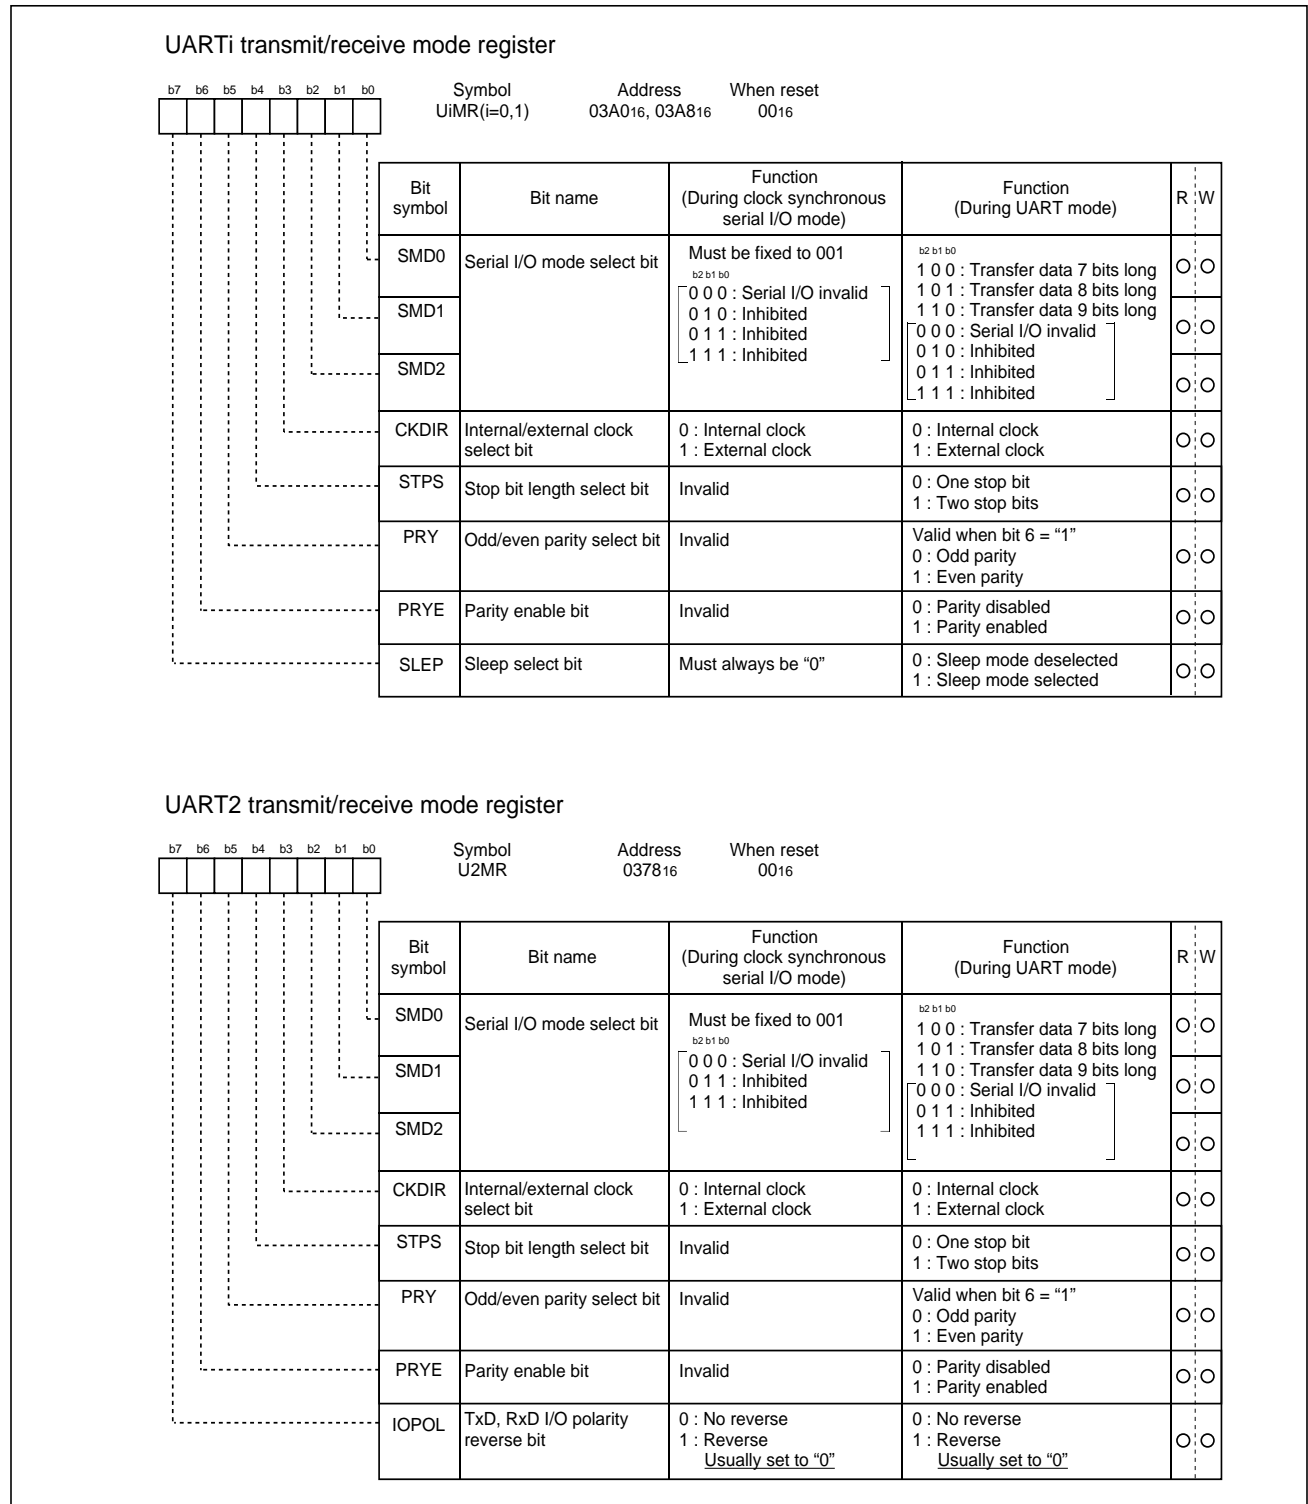 UARTi transmit/receive mode register
b7 b6 b5 b4 b3 b2 b1 b0
Symbol Address When reset
UiMR(i=0,1) 03A016, 03A816 0016
Bit symbol Bit name Function (During clock synchronous serial I/O mode) Function (During UART mode) R W
SMD0 Serial I/O mode select bit
SMD1
SMD2
Must be fixed to 001
b2 b1 b0
0 0 0 : Serial I/O invalid
0 1 0 : Inhibited
0 1 1 : Inhibited
1 1 1 : Inhibited
b2 b1 b0
1 0 0 : Transfer data 7 bits long
1 0 1 : Transfer data 8 bits long
1 1 0 : Transfer data 9 bits long
0 0 0 : Serial I/O invalid
0 1 0 : Inhibited
0 1 1 : Inhibited
1 1 1 : Inhibited
CKDIR Internal/external clock select bit
0 : Internal clock
1 : External clock
0 : Internal clock
1 : External clock
STPS Stop bit length select bit Invalid
0 : One stop bit
1 : Two stop bits
PRY Odd/even parity select bit Invalid
Valid when bit 6 = “1”
0 : Odd parity
1 : Even parity
PRYE Parity enable bit Invalid
0 : Parity disabled
1 : Parity enabled
SLEP Sleep select bit Must always be “0”
0 : Sleep mode deselected
1 : Sleep mode selected
UART2 transmit/receive mode register
b7 b6 b5 b4 b3 b2 b1 b0
Symbol Address When reset
U2MR 037816 0016
Bit symbol Bit name Function (During clock synchronous serial I/O mode) Function (During UART mode) R W
SMD0 Serial I/O mode select bit
SMD1
SMD2
Must be fixed to 001
b2 b1 b0
0 0 0 : Serial I/O invalid
0 1 1 : Inhibited
1 1 1 : Inhibited
b2 b1 b0
1 0 0 : Transfer data 7 bits long
1 0 1 : Transfer data 8 bits long
1 1 0 : Transfer data 9 bits long
0 0 0 : Serial I/O invalid
0 1 1 : Inhibited
1 1 1 : Inhibited
CKDIR Internal/external clock select bit
0 : Internal clock
1 : External clock
0 : Internal clock
1 : External clock
STPS Stop bit length select bit Invalid
0 : One stop bit
1 : Two stop bits
PRY Odd/even parity select bit Invalid
Valid when bit 6 = “1”
0 : Odd parity
1 : Even parity
PRYE Parity enable bit Invalid
0 : Parity disabled
1 : Parity enabled
IOPOL TxD, RxD I/O polarity reverse bit
0 : No reverse
1 : Reverse
Usually set to “0”
0 : No reverse
1 : Reverse
Usually set to “0”